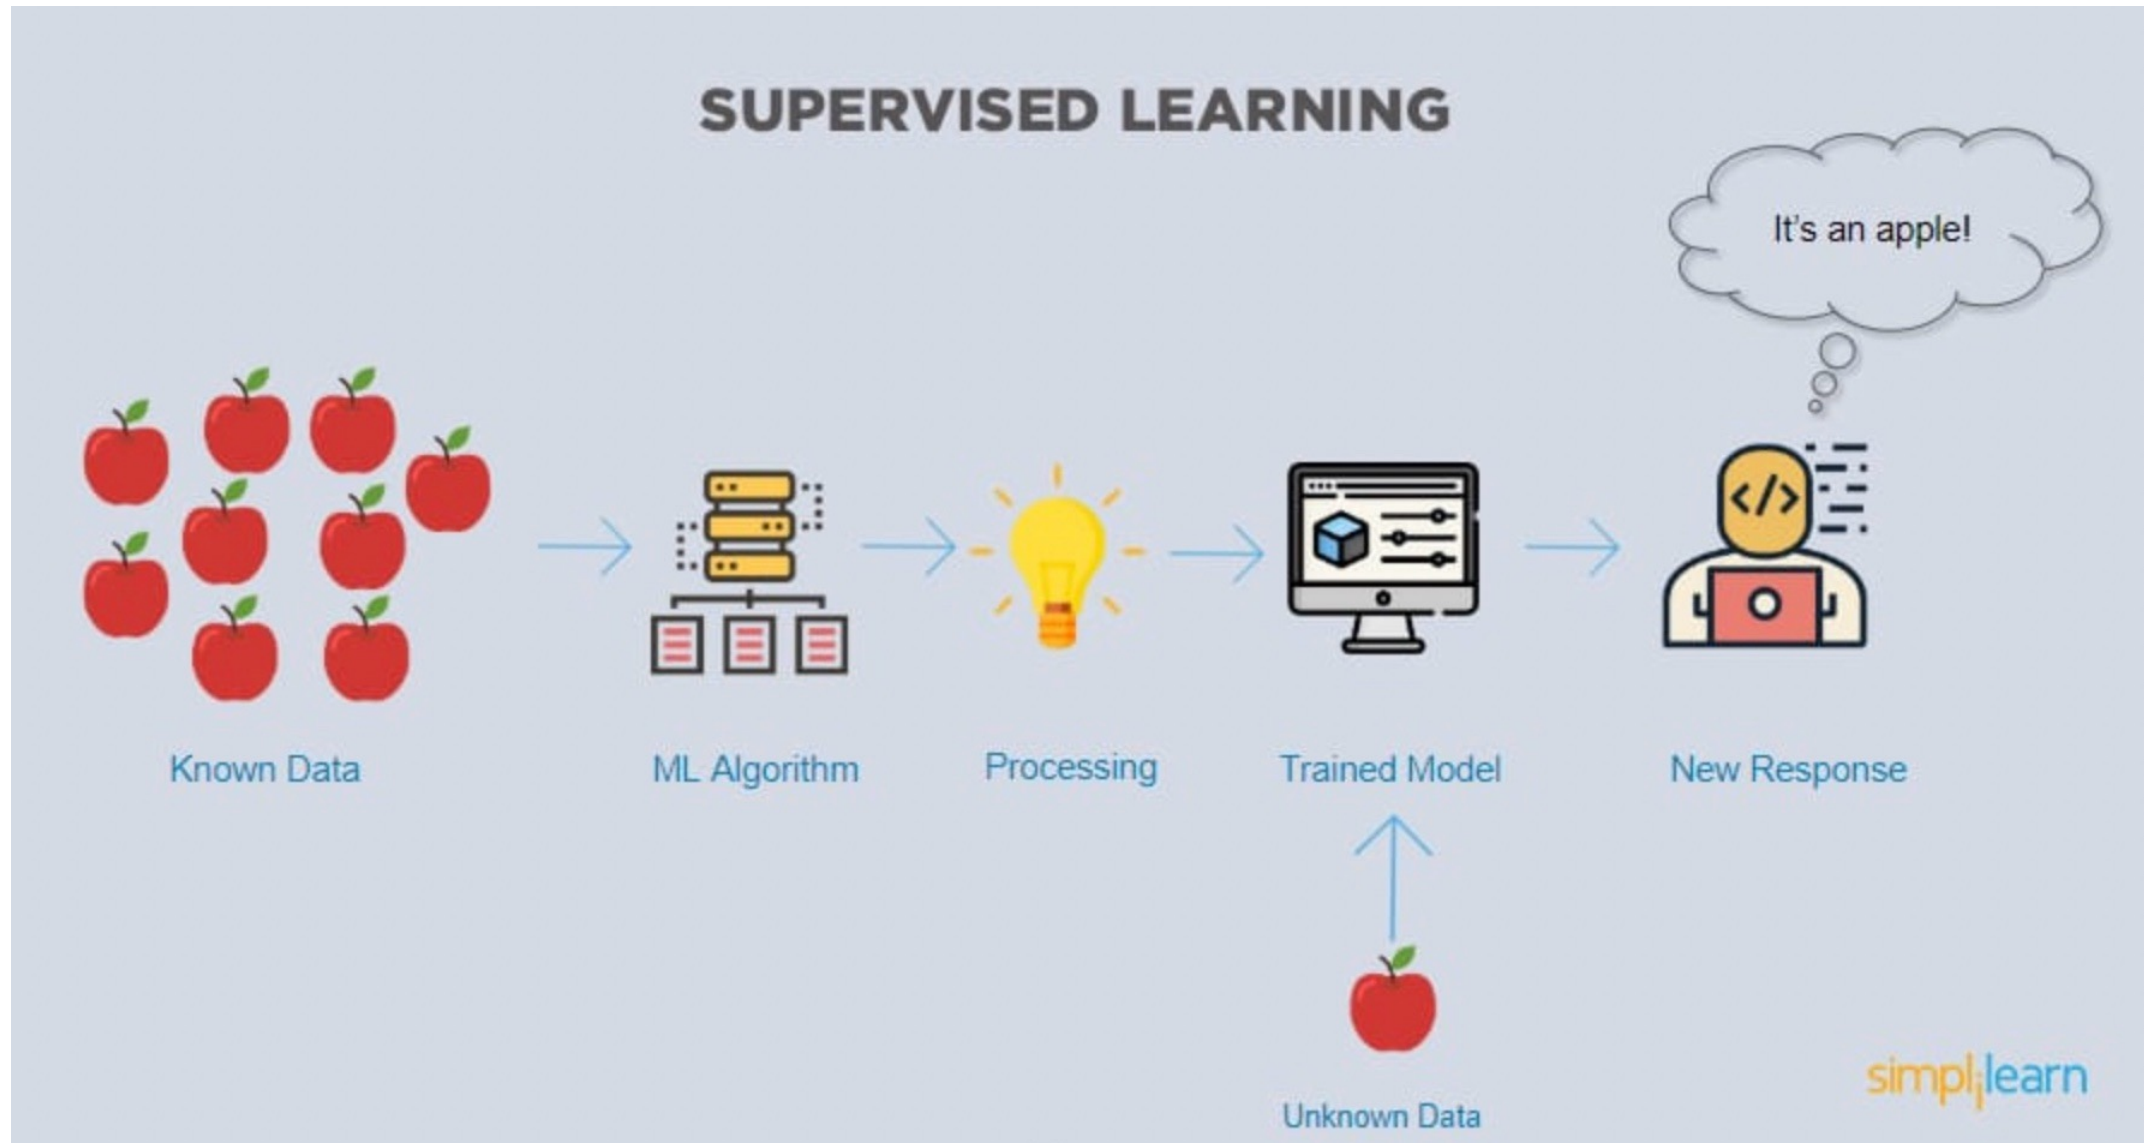 SUPERVISED LEARNING
It's an apple!
</>
Known Data
ML Algorithm
Processing
Trained Model
New Response
Unknown Data
simplilearn